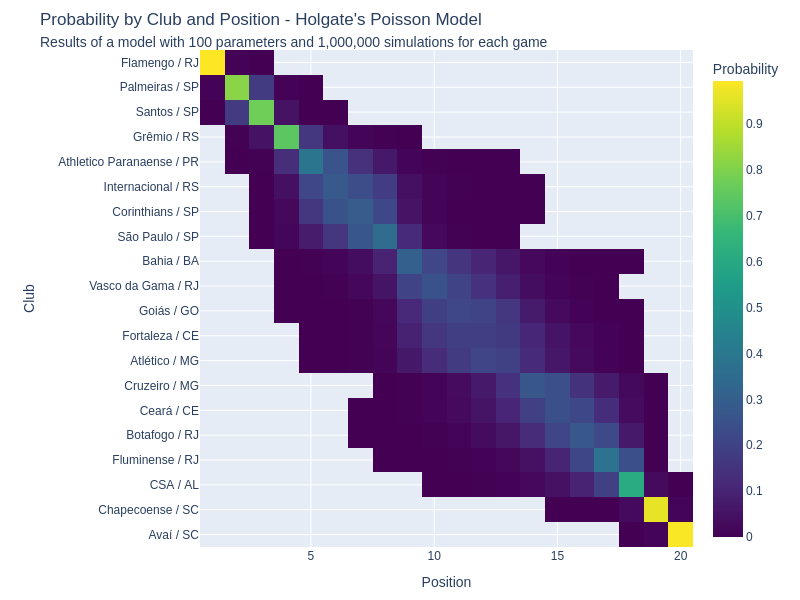 Probability by Club and Position - Holgate's Poisson Model
Results of a model with 100 parameters and 1,000,000 simulations for each game
Probability
Flamengo / RJ
Palmeiras / SP
Santos / SP
Grêmio / RS
Athletico Paranaense / PR
Internacional / RS
Corinthians / SP
São Paulo / SP
Bahia / BA
Vasco da Gama / RJ
Goiás / GO
Fortaleza / CE
Atlético / MG
Cruzeiro / MG
Ceará / CE
Botafogo / RJ
Fluminense / RJ
CSA / AL
Chapecoense / SC
Avaí / SC
Club
5
10
15
20
Position
0.9
0.8
0.7
0.6
0.5
0.4
0.3
0.2
0.1
0